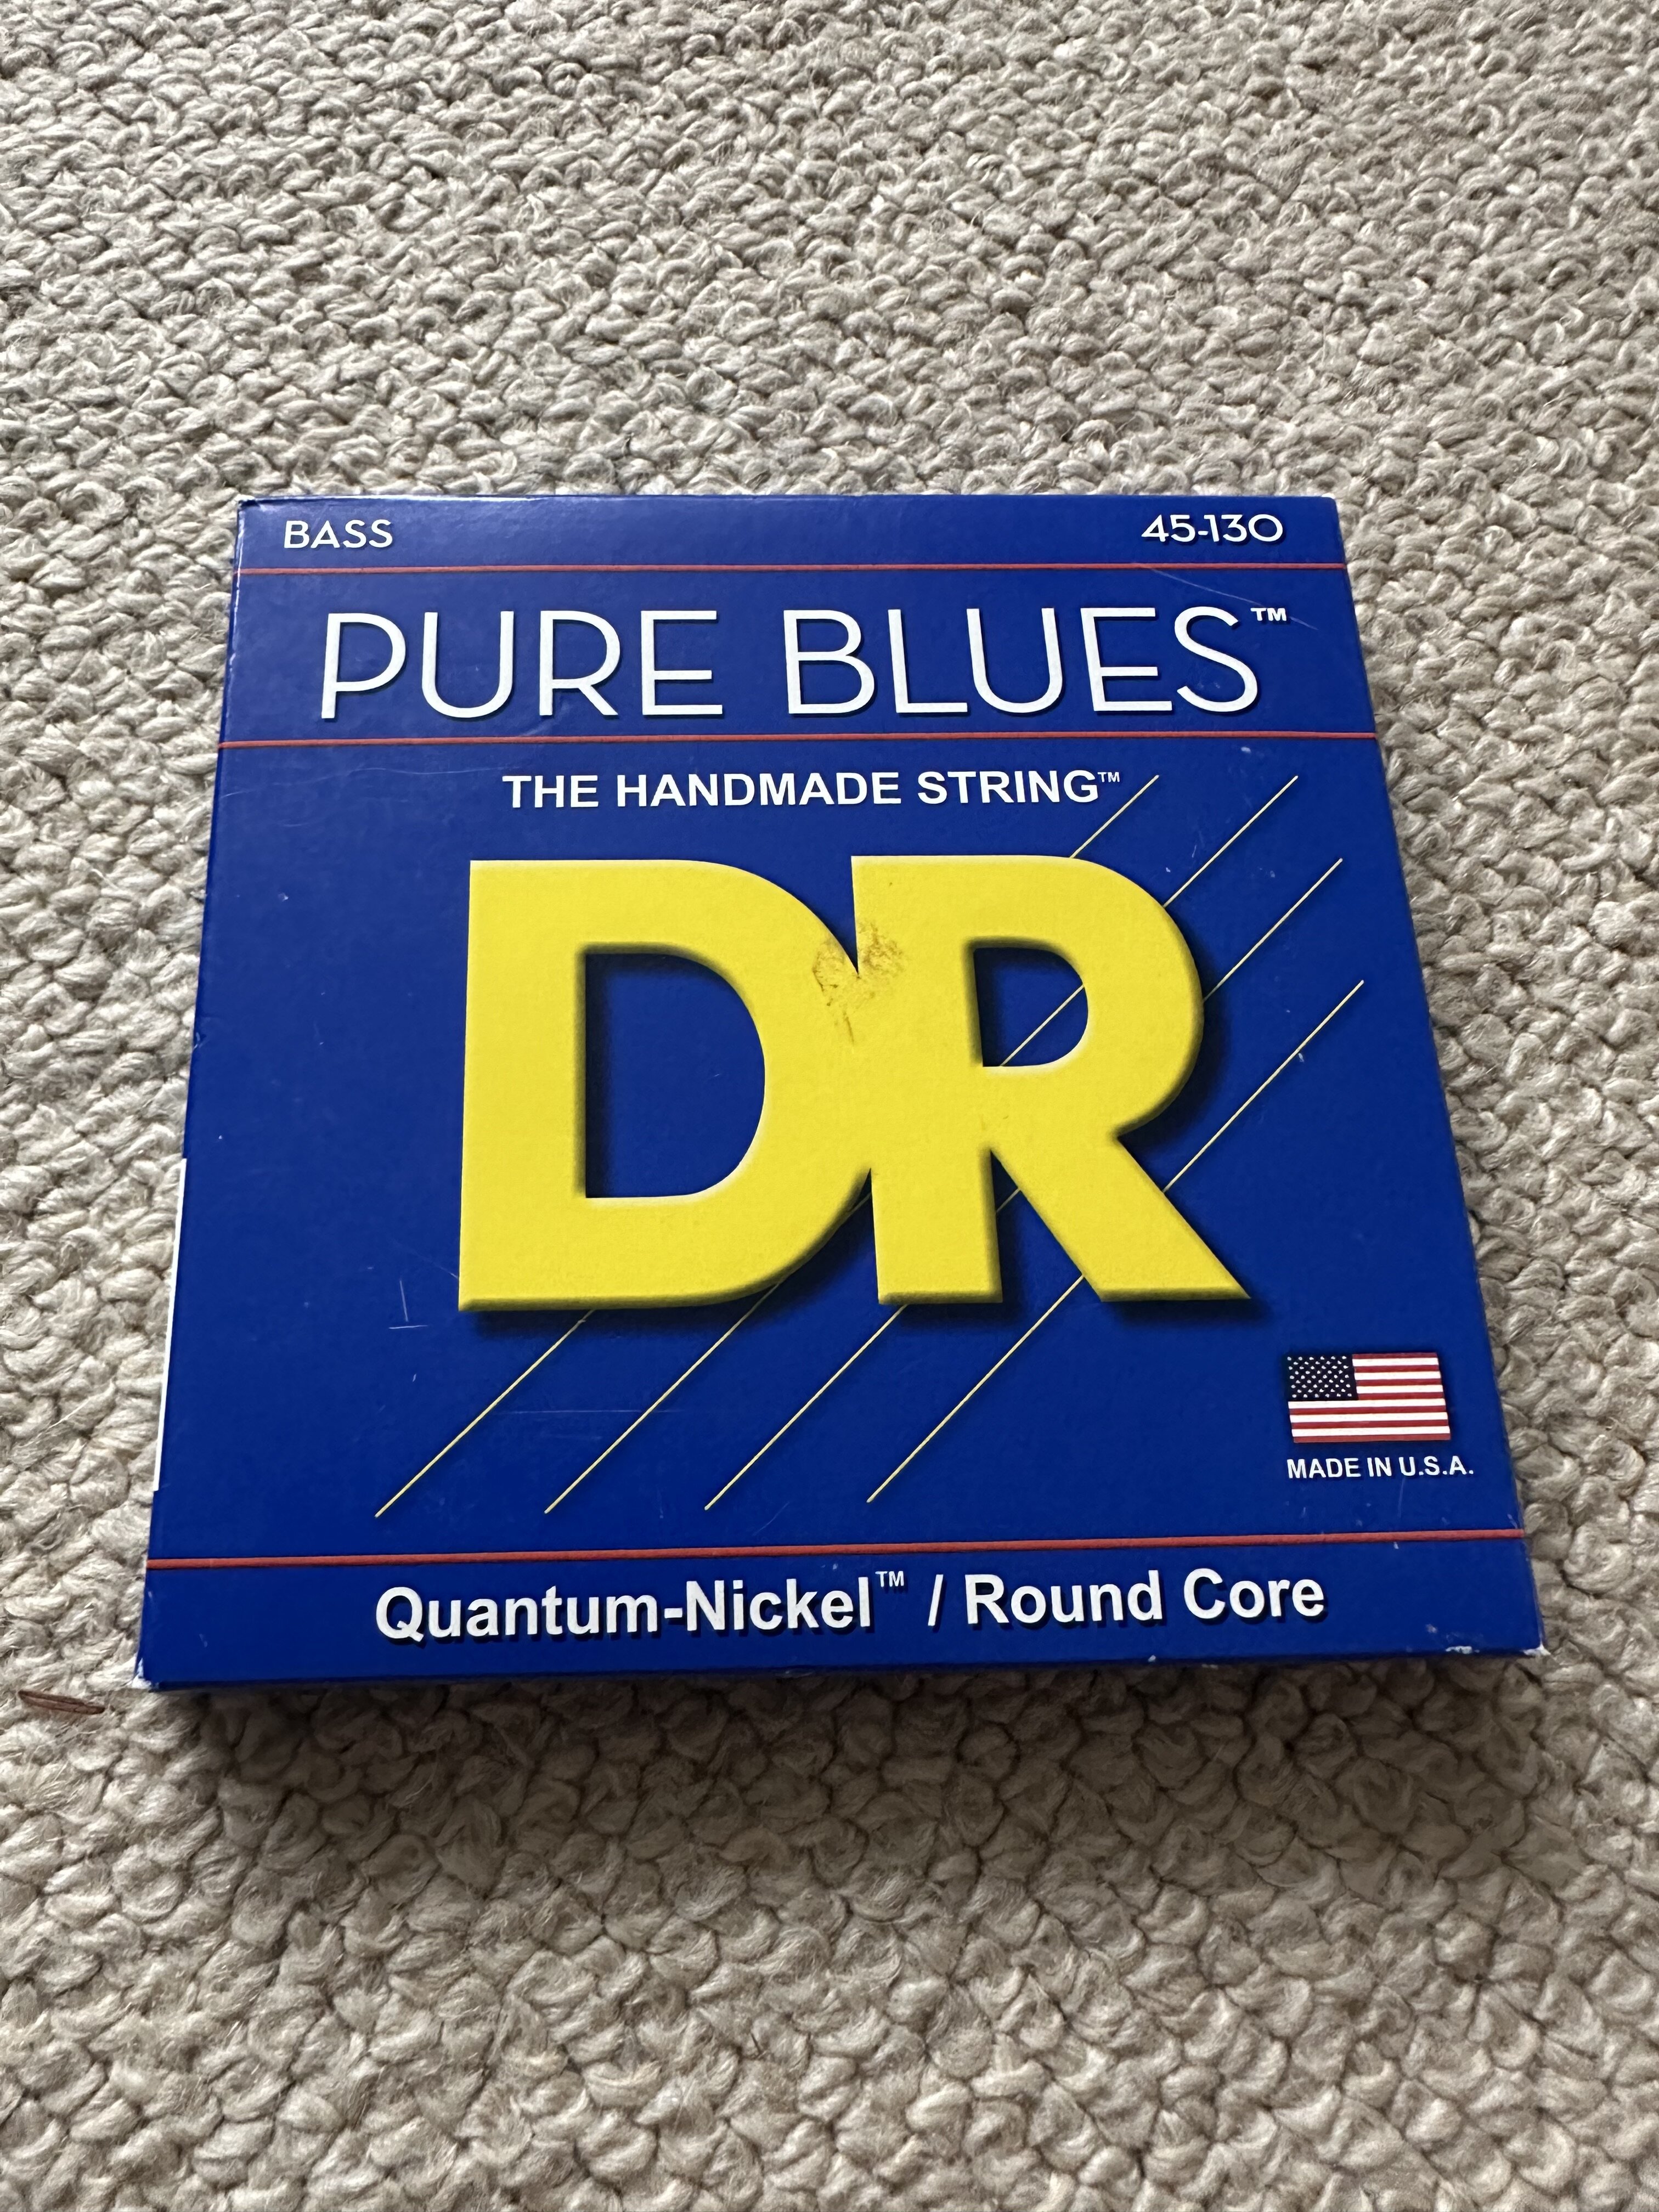 BASS 45-130
PURE BLUES™
THE HANDMADE STRING™
DR
MADE IN U.S.A.
Quantum-Nickel™ / Round Core